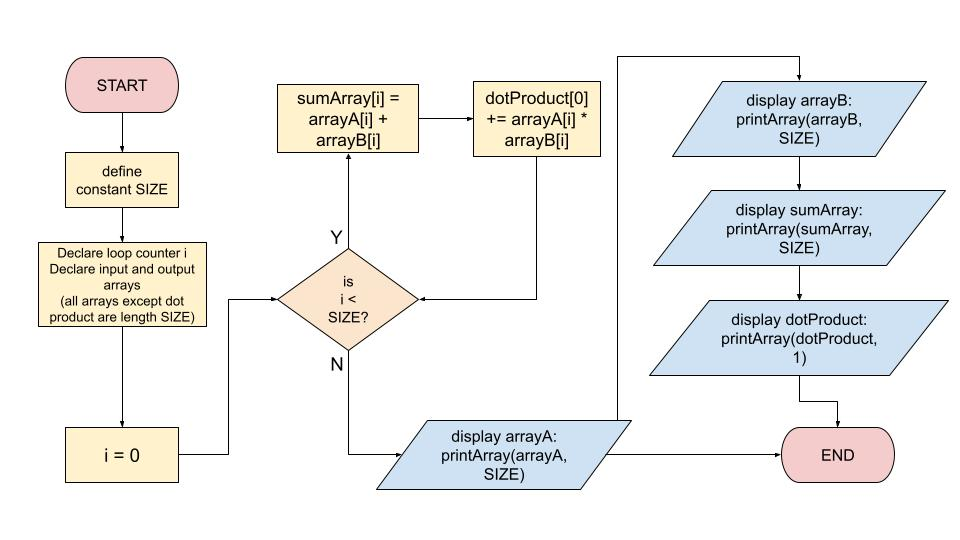 START
define
constant SIZE
Declare loop counter i
Declare input and output
arrays
(all arrays except dot
product are length SIZE)
i = 0
is
i <
SIZE?
Y
N
sumArray[i] =
arrayA[i] +
arrayB[i]
dotProduct[0]
+= arrayA[i] *
arrayB[i]
display arrayA:
printArray(arrayA,
SIZE)
display arrayB:
printArray(arrayB,
SIZE)
display sumArray:
printArray(sumArray,
SIZE)
display dotProduct:
printArray(dotProduct,
1)
END